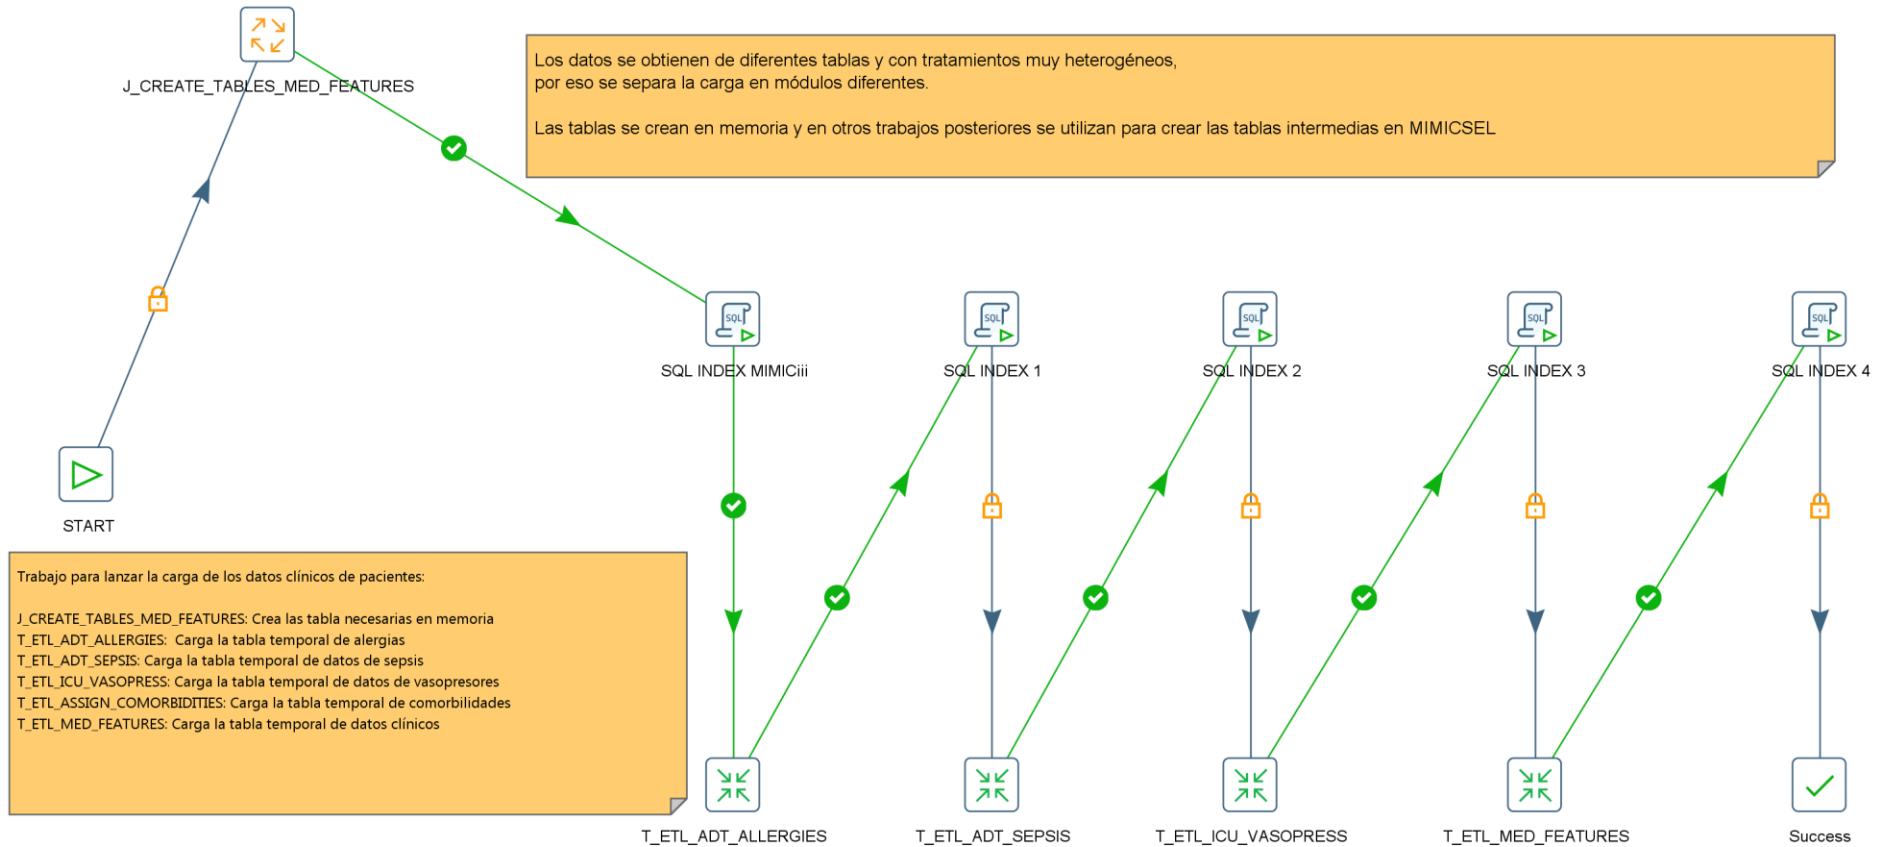 J_CREATE_TABLES_MED_FEATURES
Los datos se obtienen de diferentes tablas y con tratamientos muy heterogéneos,
por eso se separa la carga en módulos diferentes.
Las tablas se crean en memoria y en otros trabajos posteriores se utilizan para crear las tablas intermedias en MIMICSEL
SQL
SQL
SQL
SQL
SQL
SQL INDEX MIMICiii
SQL INDEX 1
SQL INDEX 2
SQL INDEX 3
SQL INDEX 4
START
Trabajo para lanzar la carga de los datos clínicos de pacientes:
J_CREATE_TABLES_MED_FEATURES: Crea las tabla necesarias en memoria
T_ETL_ADT_ALLERGIES:  Carga la tabla temporal de alergias
T_ETL_ADT_SEPSIS: Carga la tabla temporal de datos de sepsis
T_ETL_ICU_VASOPRESS: Carga la tabla temporal de datos de vasopresores
T_ETL_ASSIGN_COMORBIDITIES: Carga la tabla temporal de comorbilidades
T_ETL_MED_FEATURES: Carga la tabla temporal de datos clínicos
T_ETL_ADT_ALLERGIES
T_ETL_ADT_SEPSIS
T_ETL_ICU_VASOPRESS
T_ETL_MED_FEATURES
Success